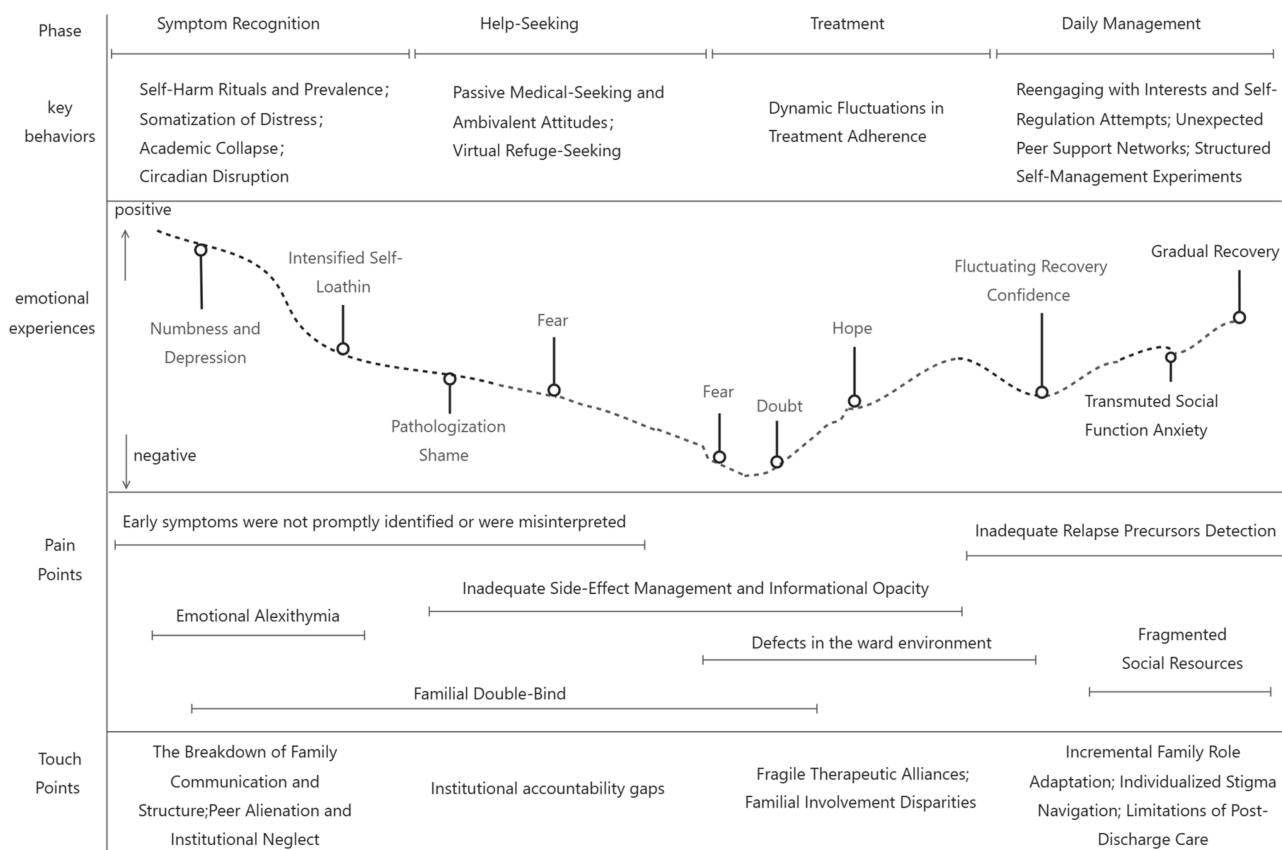 Phase
Symptom Recognition
Help-Seeking
Treatment
Daily Management
key
behaviors
Self-Harm Rituals and Prevalence;
Somatization of Distress;
Academic Collapse;
Circadian Disruption
Passive Medical-Seeking and
Ambivalent Attitudes;
Virtual Refuge-Seeking
Dynamic Fluctuations in
Treatment Adherence
Reengaging with Interests and Self-
Regulation Attempts; Unexpected
Peer Support Networks; Structured
Self-Management Experiments
emotional
experiences
positive
negative
Numbness and
Depression
Intensified Self-
Loathin
Pathologization
Shame
Fear
Fear
Doubt
Hope
Fluctuating Recovery
Confidence
Transmuted Social
Function Anxiety
Gradual Recovery
Pain
Points
Early symptoms were not promptly identified or were misinterpreted
Inadequate Relapse Precursors Detection
Inadequate Side-Effect Management and Informational Opacity
Emotional Alexithymia
Defects in the ward environment
Fragmented
Social Resources
Familial Double-Bind
Touch
Points
The Breakdown of Family
Communication and
Structure;Peer Alienation and
Institutional Neglect
Institutional accountability gaps
Fragile Therapeutic Alliances;
Familial Involvement Disparities
Incremental Family Role
Adaptation; Individualized Stigma
Navigation; Limitations of Post-
Discharge Care